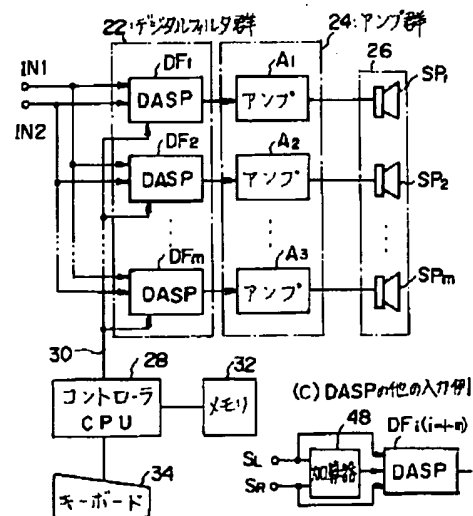 22:デジタルフィルタ群
24:アンプ群
IN1
IN2
DF1
DASP
A1
アンプ
26
SP1
DF2
DASP
A2
アンプ
SP2
DFm
DASP
A3
アンプ
SPm
30
28
コントローラ
CPU
32
メモリ
34
キーボード
(C) DASPの他の入力例
48
DFi(i=1~n)
SL
SR
加算器
DASP